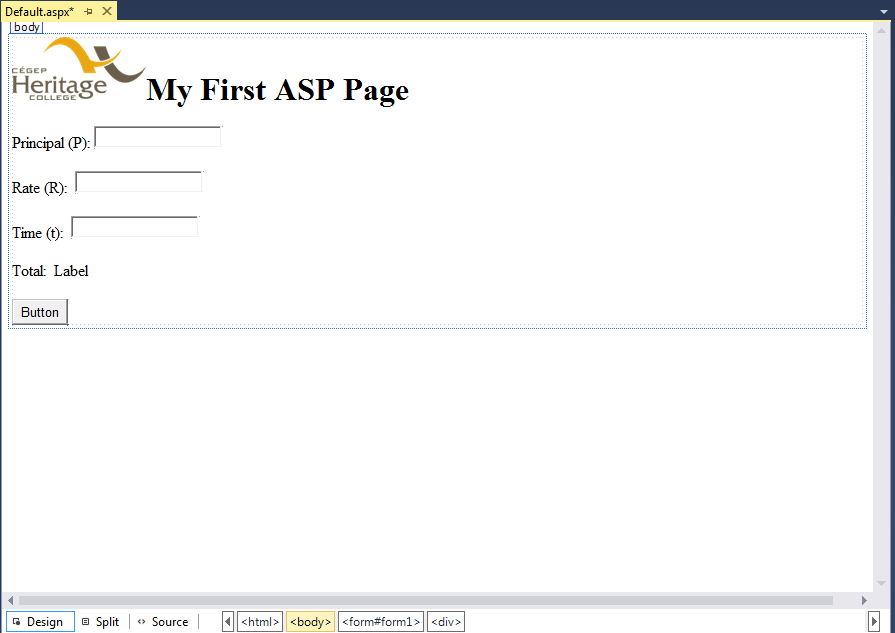 Default.aspx*
body
CÉGEP
Heritage
COLLEGE
My First ASP Page
Principal (P):
Rate (R):
Time (t):
Total: Label
Button
Design Split Source <html> <body> <form#form1> <div>